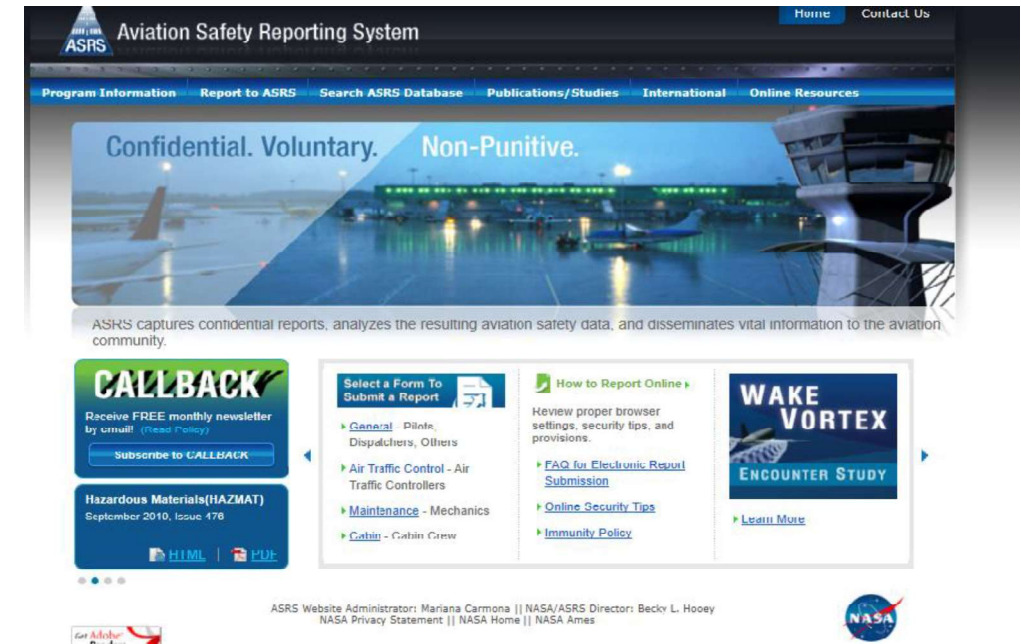 Home Contact Us
ASRS
Aviation Safety Reporting System
Program Information Report to ASRS Search ASRS Database Publications/Studies International Online Resources
Confidential. Voluntary. Non-Punitive.
ASRS captures confidential reports, analyzes the resulting aviation safety data, and disseminates vital information to the aviation
community.
CALLBACK
Receive FREE monthly newsletter
by email! (Read Policy)
Subscribe to CALLBACK
Hazardous Materials(HAZMAT)
September 2010, Issue 476
HTML | PDF
Select a Form To
Submit a Report
General - Pilots,
Dispatchers, Others
Air Traffic Control - Air
Traffic Controllers
Maintenance - Mechanics
Cabin - Cabin Crew
How to Report Online
Review proper browser
settings, security tips, and
provisions.
FAQ for Electronic Report
Submission
Online Security Tips
Immunity Policy
WAKE
VORTEX
ENCOUNTER STUDY
Learn More
ASRS Website Administrator: Mariana Carmona || NASA/ASRS Director: Becky L. Hooey
NASA Privacy Statement || NASA Home || NASA Ames
NASA
Get Adobe
Reader